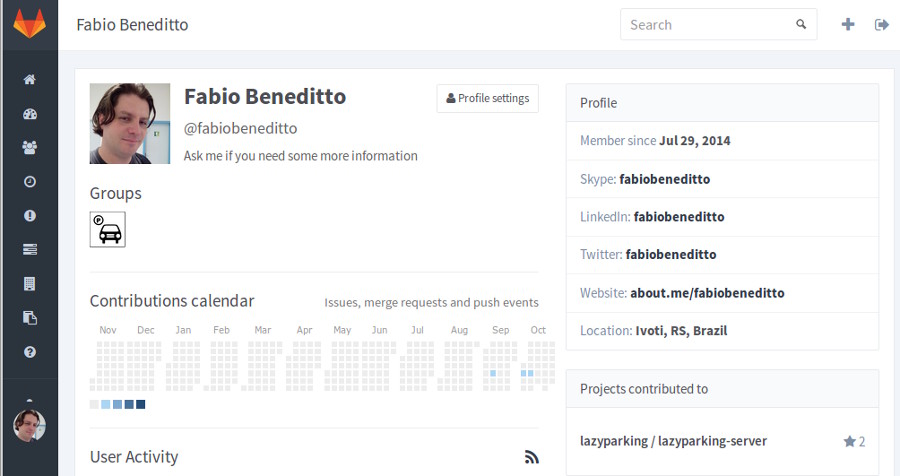 Fabio Beneditto
Search
Fabio Beneditto
Profile settings
@fabiobeneditto
Ask me if you need some more information
Groups
P
Contributions calendar
Issues, merge requests and push events
Nov Dec Jan Feb Mar Apr May Jun Jul Aug Sep Oct
User Activity
Profile
Member since Jul 29, 2014
Skype: fabiobeneditto
LinkedIn: fabiobeneditto
Twitter: fabiobeneditto
Website: about.me/fabiobeneditto
Location: Ivoti, RS, Brazil
Projects contributed to
lazyparking / lazyparking-server
2